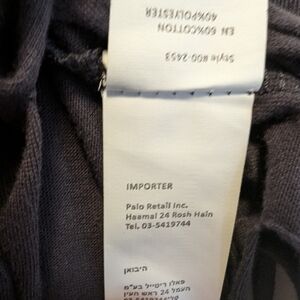 40%POLYESTER
EN 60%COTTON
Style #00 2453
IMPORTER
Palo Retail Inc.
Haamal 24 Rosh Hain
Tel. 03-5419744
היבואן
פאלו ריטייל בע"מ
העמל 24 ראש העין